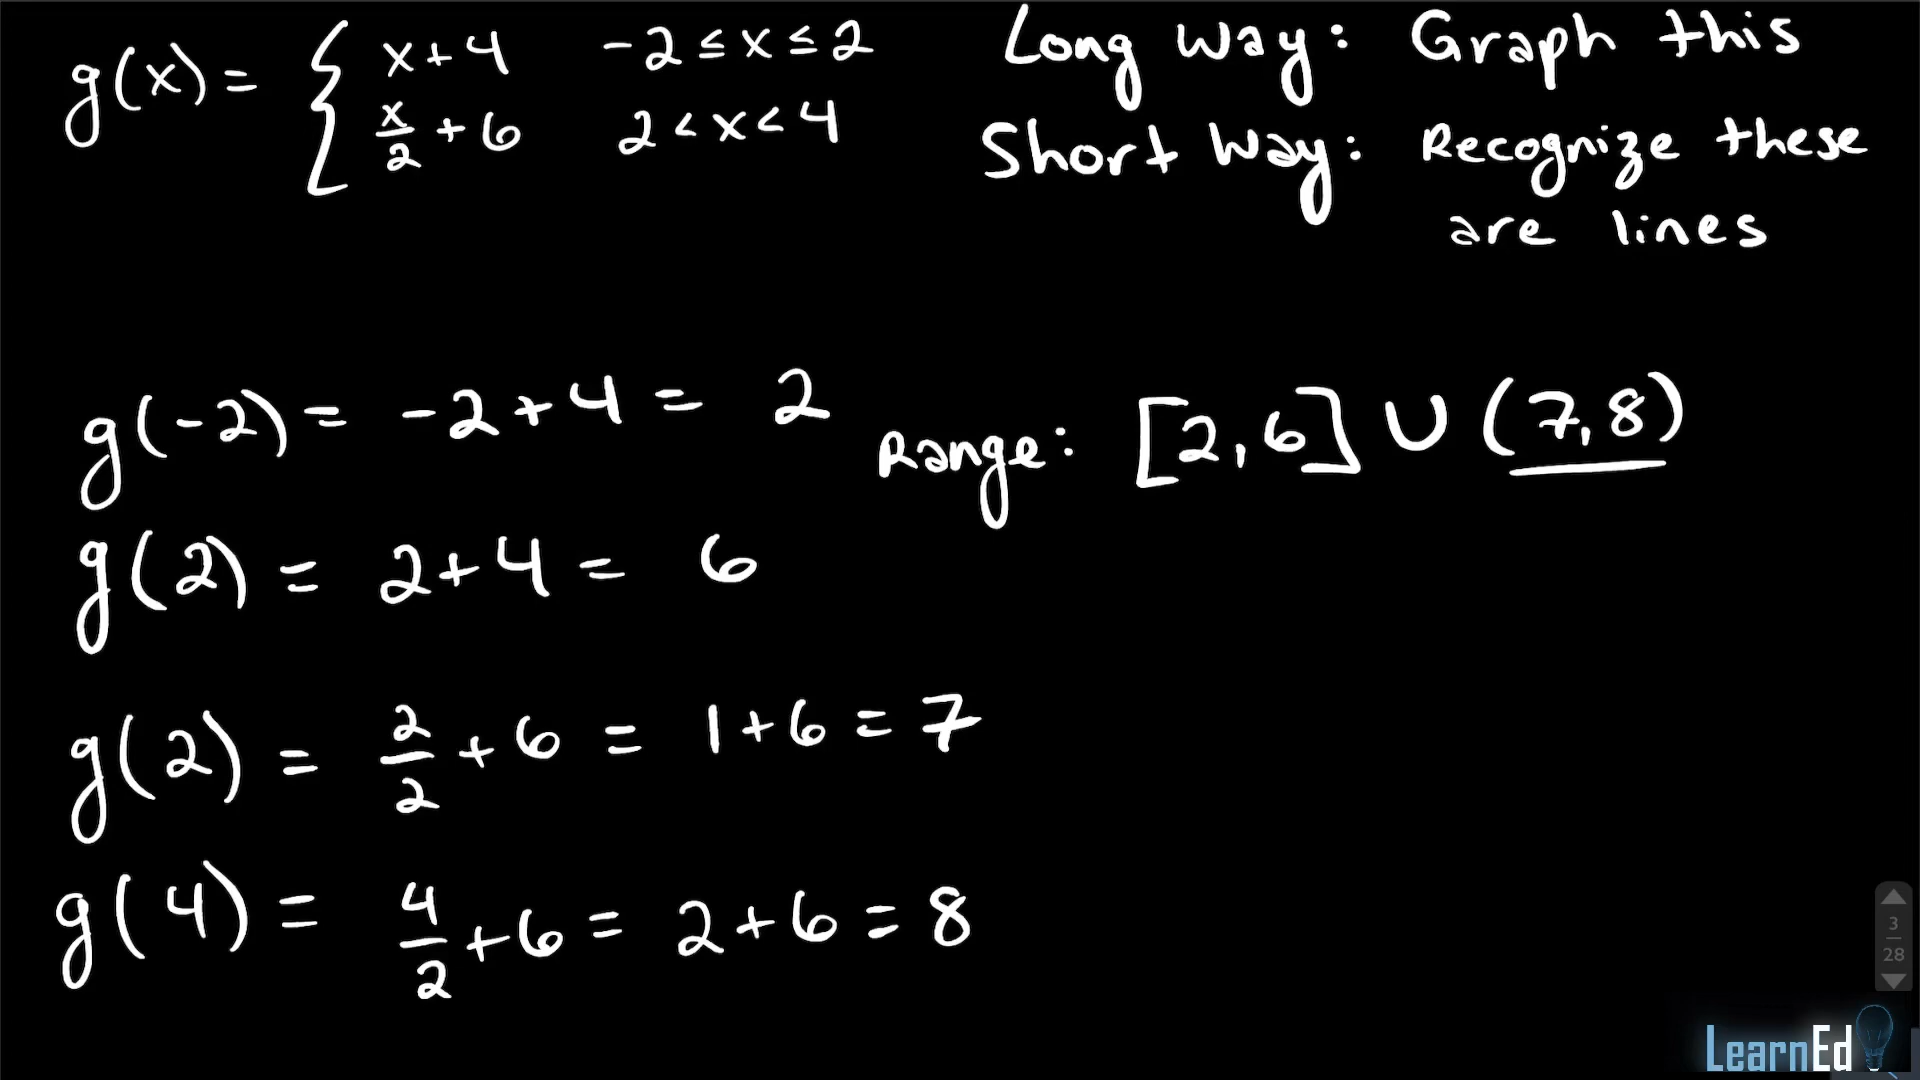 g(x) = { x + 4   -2 ≤ x ≤ 2
x/2 + 6   2 < x < 4
Long Way: Graph this
Short Way: Recognize these
are lines
g(-2) = -2 + 4 = 2
Range: [2, 6] ∪ (7, 8)
g(2) = 2 + 4 = 6
g(2) = 2/2 + 6 = 1 + 6 = 7
g(4) = 4/2 + 6 = 2 + 6 = 8
3
28
LearnEd